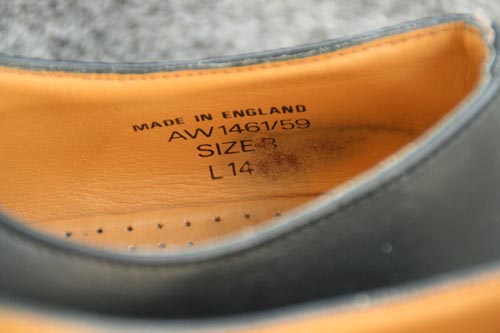 MADE IN ENGLAND
AW1461/59
SIZE 8
L14